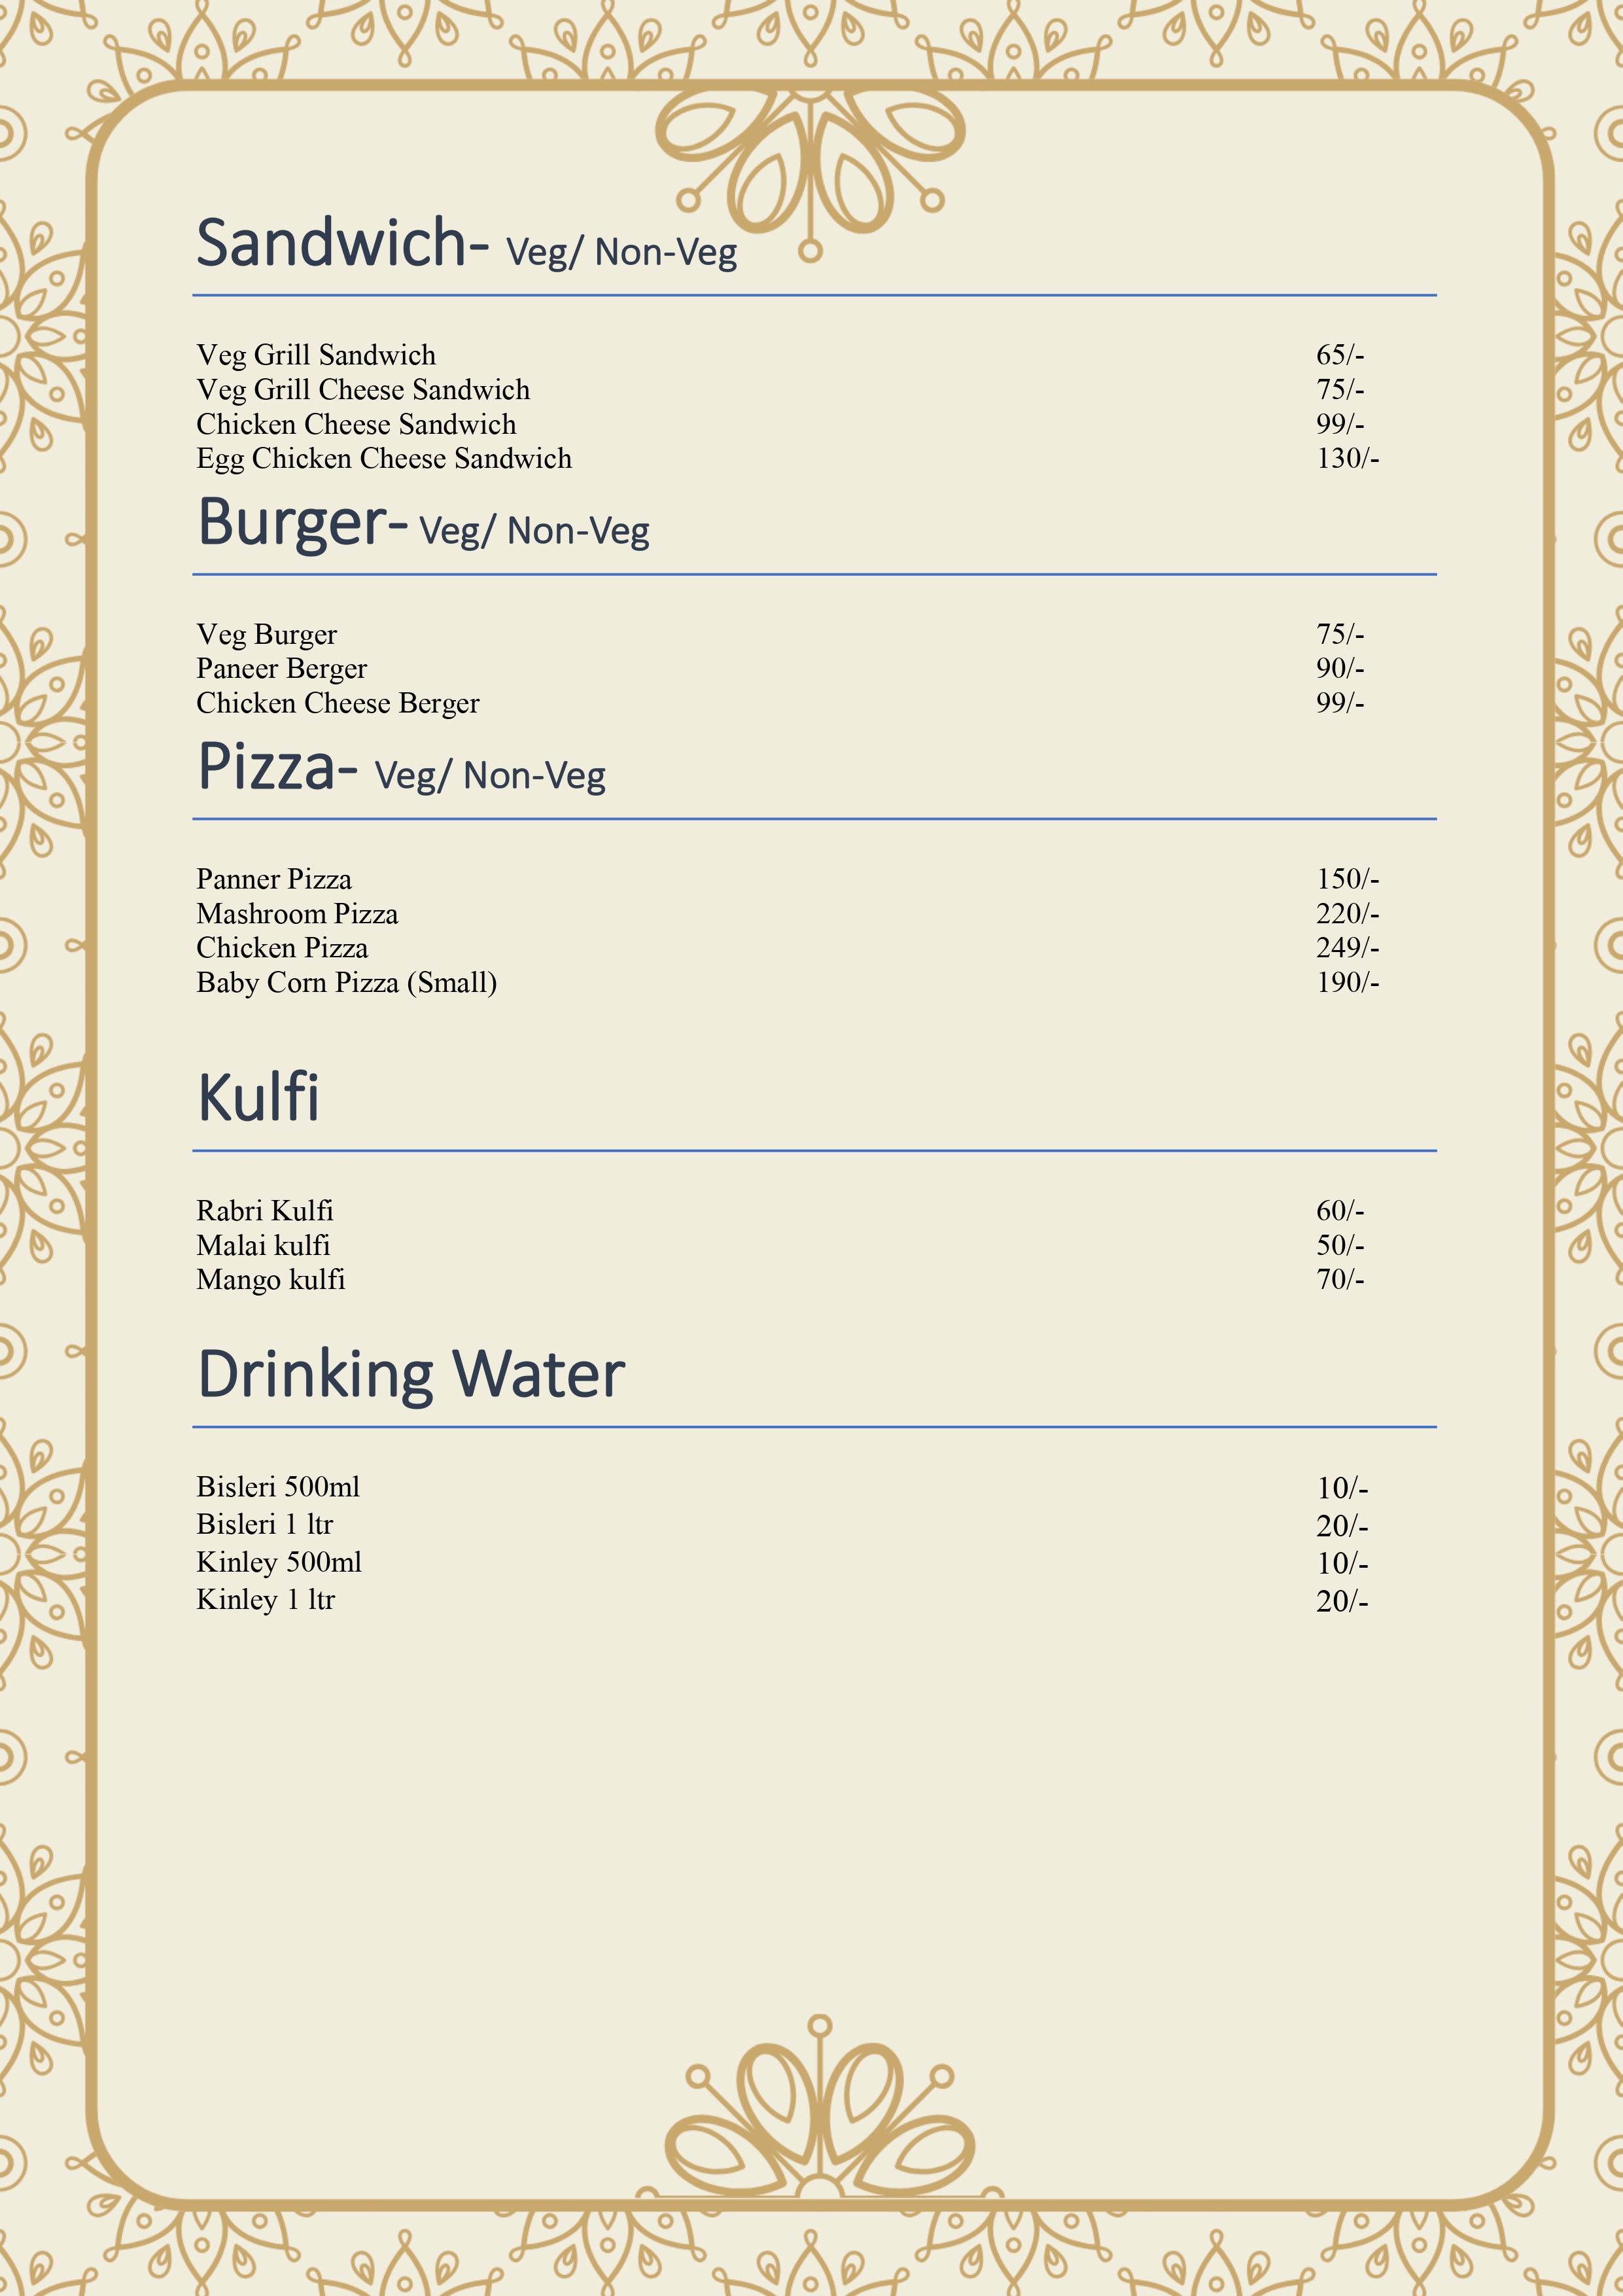 Sandwich- Veg/ Non-Veg
Veg Grill Sandwich 65/-
Veg Grill Cheese Sandwich 75/-
Chicken Cheese Sandwich 99/-
Egg Chicken Cheese Sandwich 130/-
Burger- Veg/ Non-Veg
Veg Burger 75/-
Paneer Berger 90/-
Chicken Cheese Berger 99/-
Pizza- Veg/ Non-Veg
Panner Pizza 150/-
Mashroom Pizza 220/-
Chicken Pizza 249/-
Baby Corn Pizza (Small) 190/-
Kulfi
Rabri Kulfi 60/-
Malai kulfi 50/-
Mango kulfi 70/-
Drinking Water
Bisleri 500ml 10/-
Bisleri 1 ltr 20/-
Kinley 500ml 10/-
Kinley 1 ltr 20/-